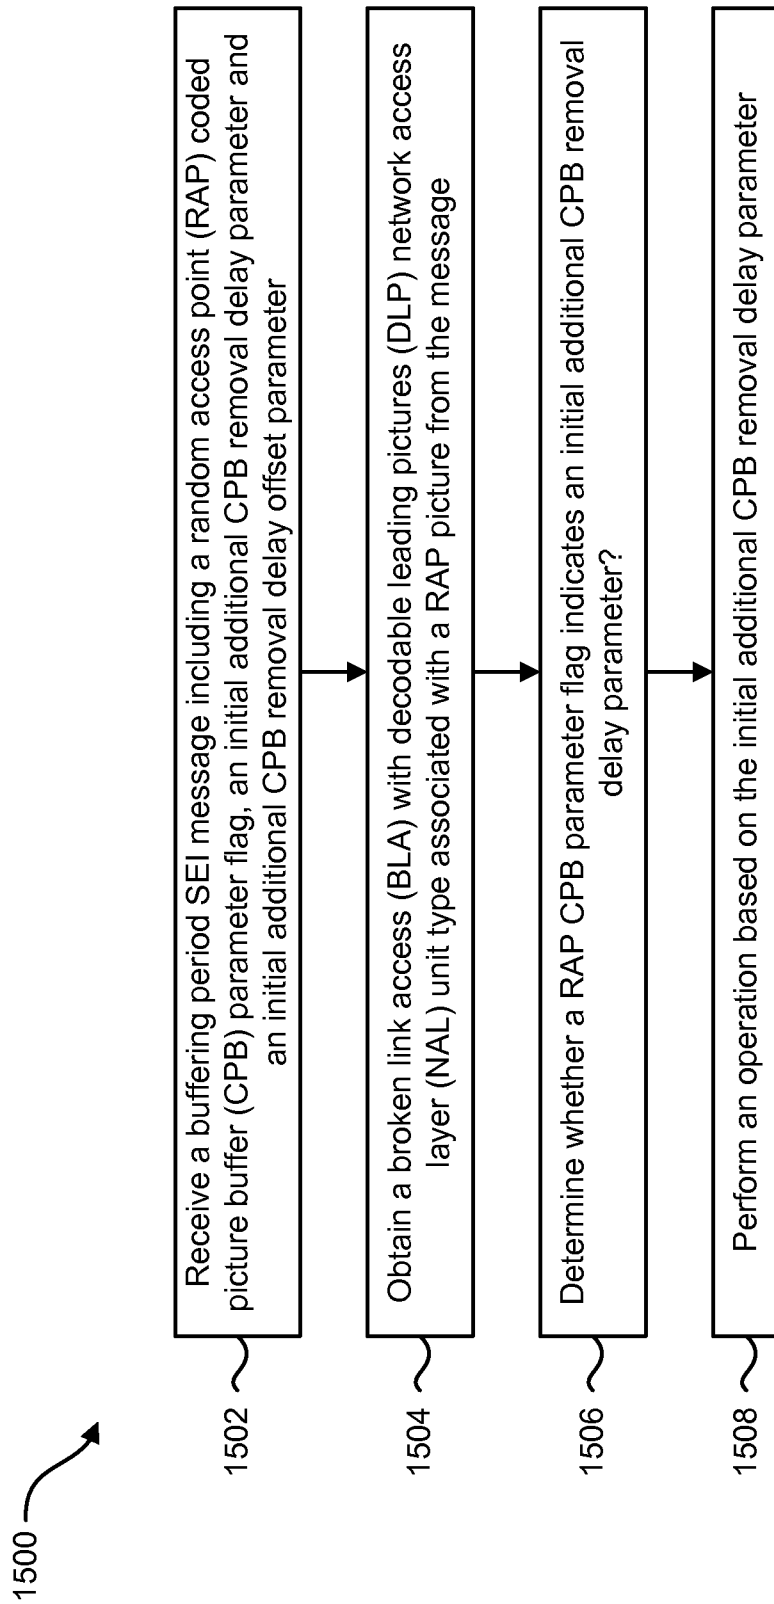 1500
1502
Receive a buffering period SEI message including a random access point (RAP) coded
picture buffer (CPB) parameter flag, an initial additional CPB removal delay parameter and
an initial additional CPB removal delay offset parameter
1504
Obtain a broken link access (BLA) with decodable leading pictures (DLP) network access
layer (NAL) unit type associated with a RAP picture from the message
1506
Determine whether a RAP CPB parameter flag indicates an initial additional CPB removal
delay parameter?
1508
Perform an operation based on the initial additional CPB removal delay parameter